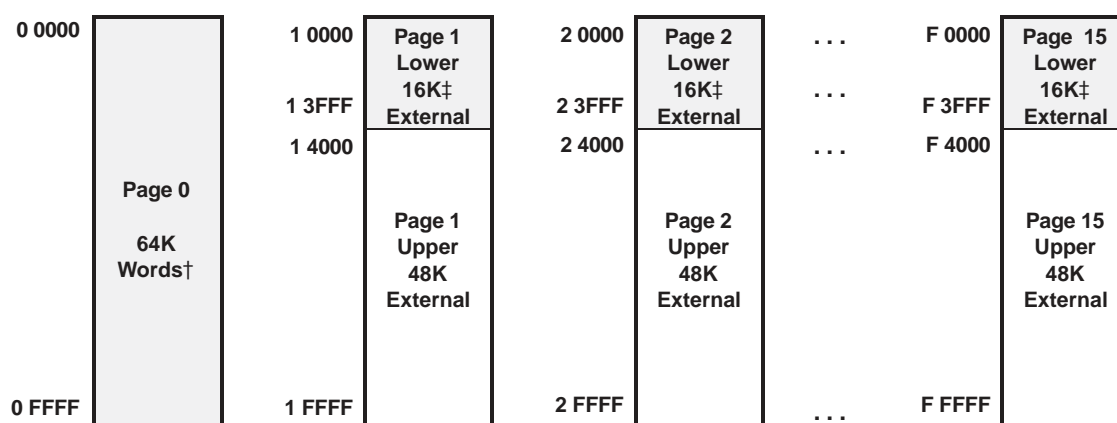 0 0000
Page 0
64K
Words†
0 FFFF
1 0000
Page 1
Lower
16K‡
External
1 3FFF
1 4000
Page 1
Upper
48K
External
1 FFFF
2 0000
Page 2
Lower
16K‡
External
2 3FFF
2 4000
Page 2
Upper
48K
External
2 FFFF
. . .
. . .
. . .
. . .
F 0000
Page 15
Lower
16K‡
External
F 3FFF
F 4000
Page 15
Upper
48K
External
F FFFF